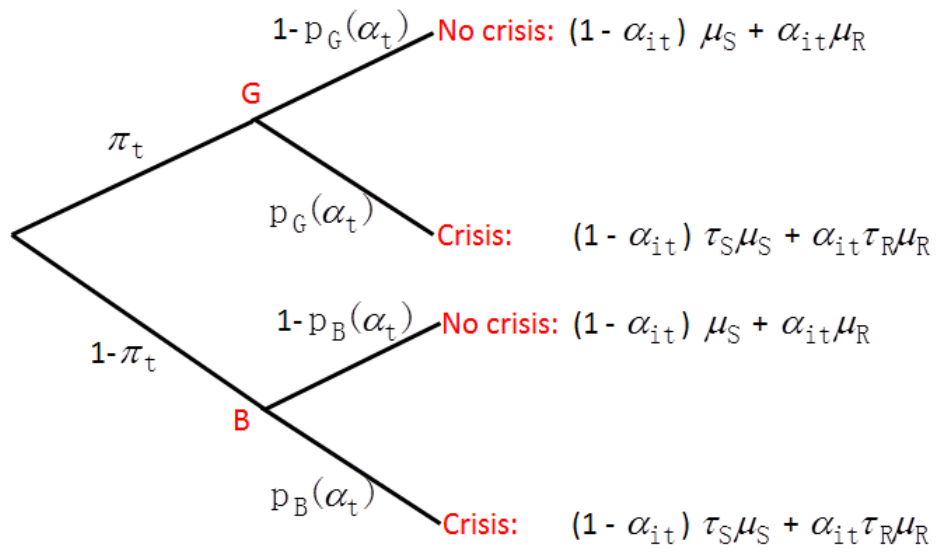 1-p_G(α_t) No crisis: (1 - α_it) μ_S + α_it μ_R
G
π_t
p_G(α_t) Crisis: (1 - α_it) τ_S μ_S + α_it τ_R μ_R
1-p_B(α_t) No crisis: (1 - α_it) μ_S + α_it μ_R
1-π_t
B
p_B(α_t) Crisis: (1 - α_it) τ_S μ_S + α_it τ_R μ_R